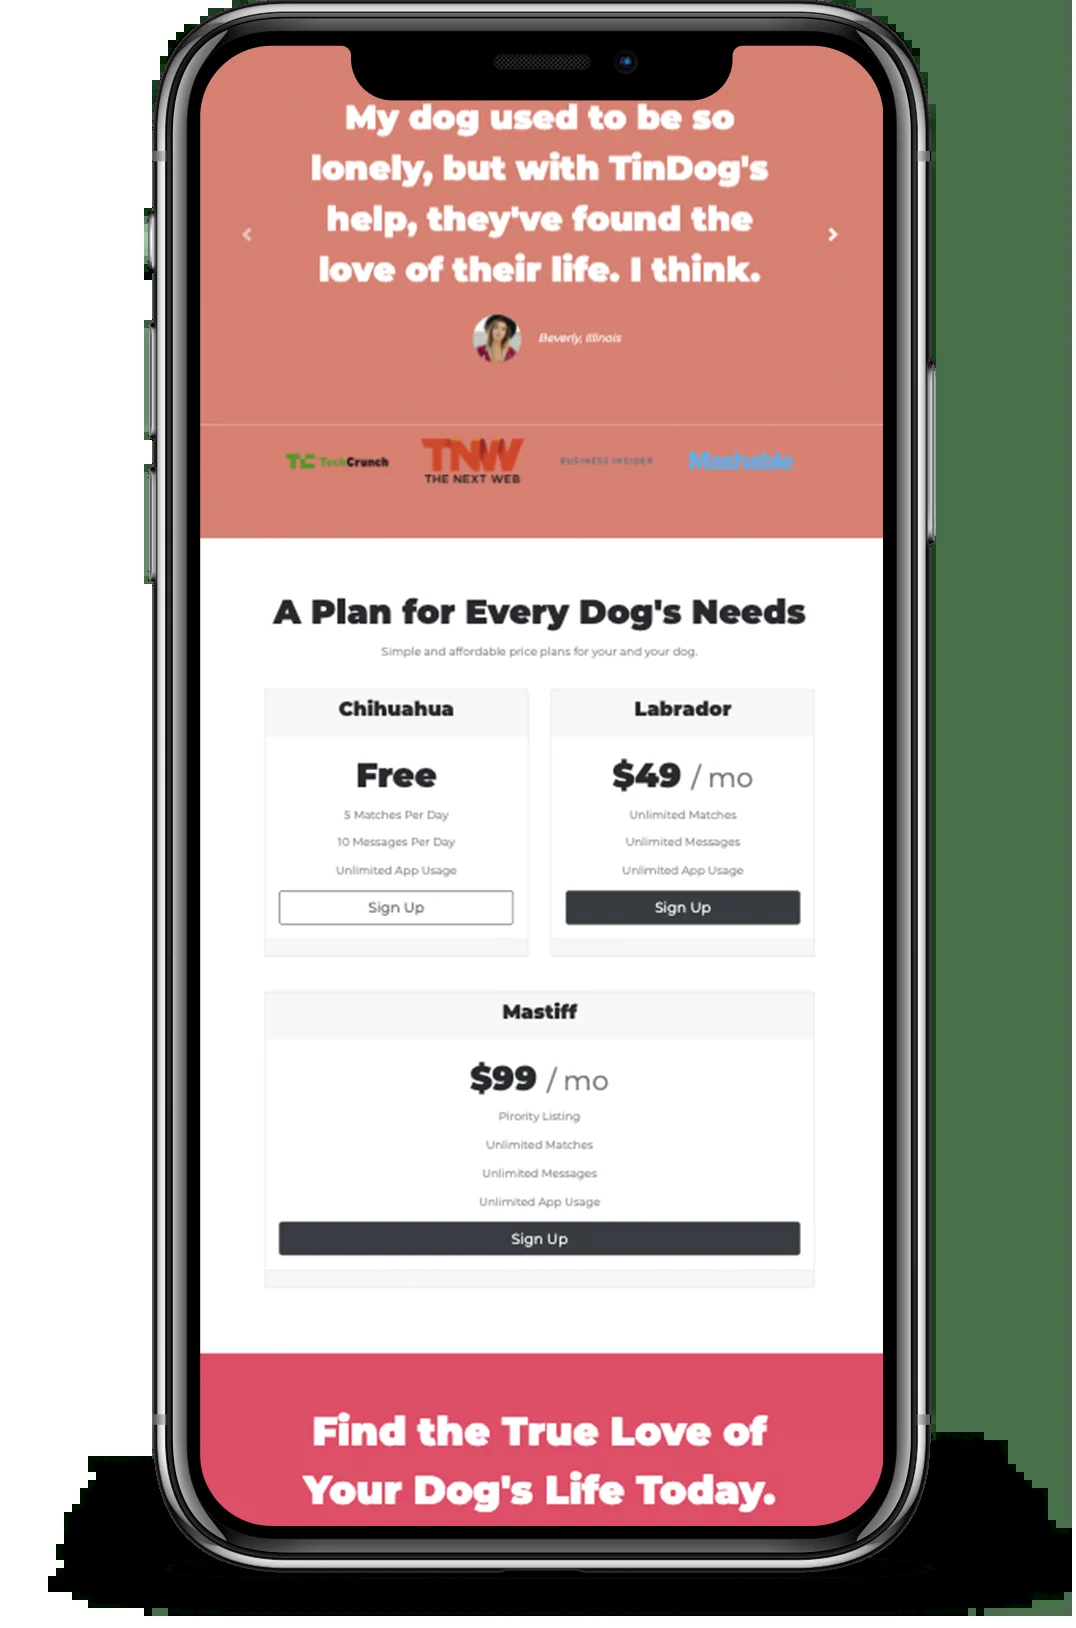 My dog used to be so
lonely, but with TinDog's
help, they've found the
love of their life. I think.
Beverly, Illinois
TC TechCrunch
TNW
THE NEXT WEB
BUSINESS INSIDER
Mashable
A Plan for Every Dog's Needs
Simple and affordable price plans for your and your dog.
Chihuahua
Free
5 Matches Per Day
10 Messages Per Day
Unlimited App Usage
Sign Up
Labrador
$49 / mo
Unlimited Matches
Unlimited Messages
Unlimited App Usage
Sign Up
Mastiff
$99 / mo
Pirority Listing
Unlimited Matches
Unlimited Messages
Unlimited App Usage
Sign Up
Find the True Love of
Your Dog's Life Today.